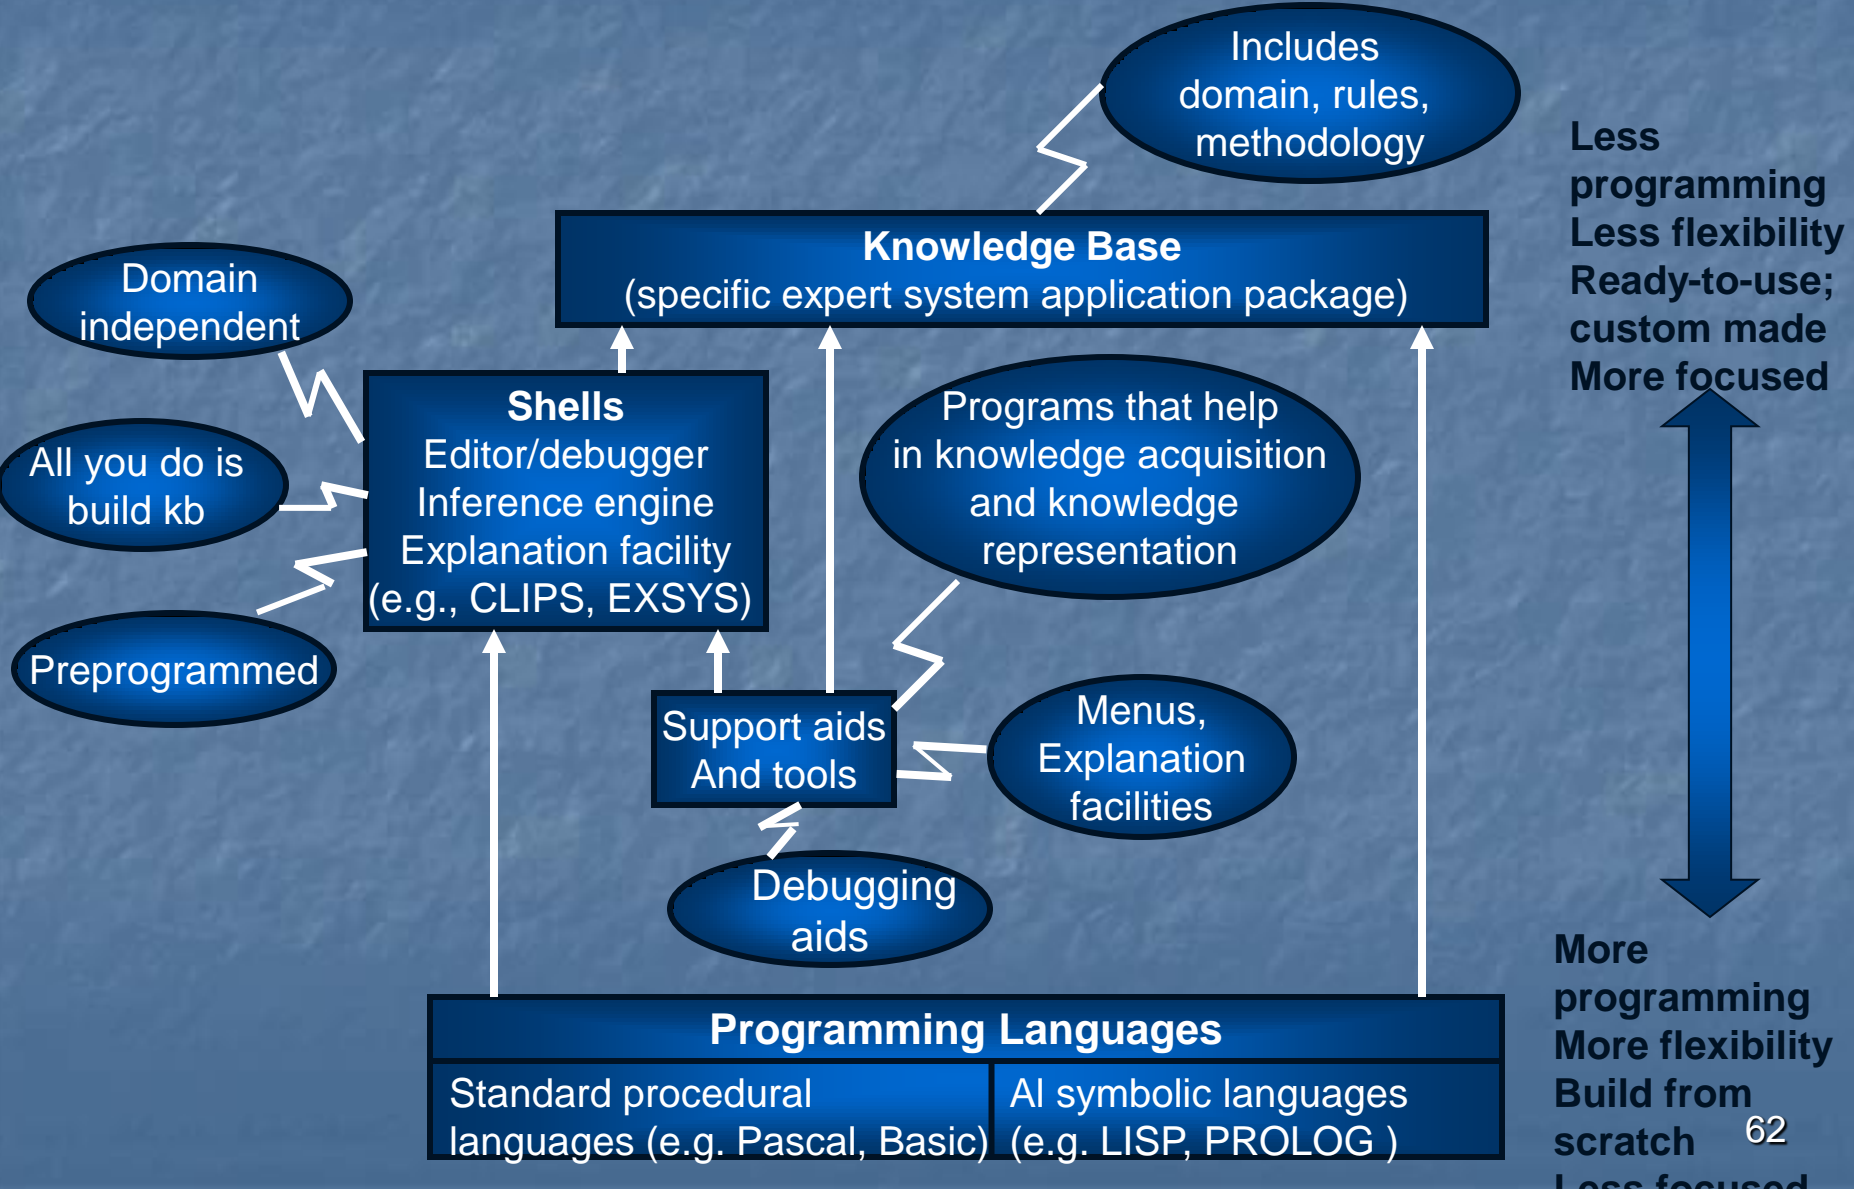 Includes
domain, rules,
methodology
Less
programming
Less flexibility
Ready-to-use;
custom made
More focused
Knowledge Base
(specific expert system application package)
Domain
independent
All you do is
build kb
Preprogrammed
Shells
Editor/debugger
Inference engine
Explanation facility
(e.g., CLIPS, EXSYS)
Programs that help
in knowledge acquisition
and knowledge
representation
Support aids
And tools
Menus,
Explanation
facilities
Debugging
aids
Programming Languages
Standard procedural
languages (e.g. Pascal, Basic)
AI symbolic languages
(e.g. LISP, PROLOG )
More
programming
More flexibility
Build from
scratch
Less focused
62